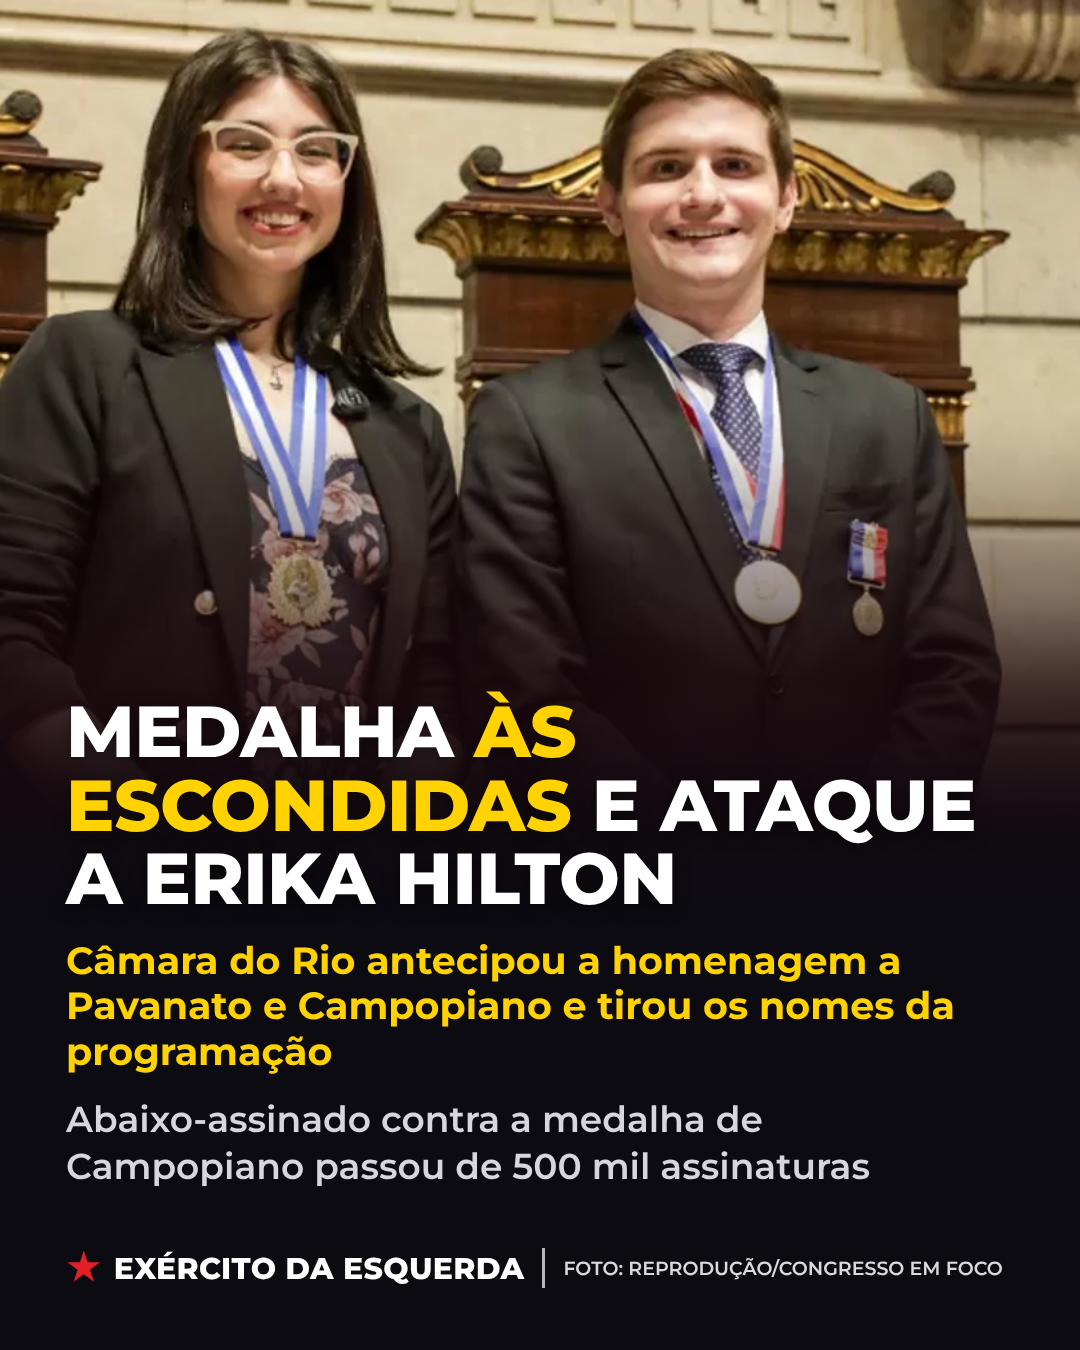 MEDALHA ÀS
ESCONDIDAS E ATAQUE
A ERIKA HILTON
Câmara do Rio antecipou a homenagem a
Pavanato e Campopiano e tirou os nomes da
programação
Abaixo-assinado contra a medalha de
Campopiano passou de 500 mil assinaturas
EXÉRCITO DA ESQUERDA
FOTO: REPRODUÇÃO/CONGRESSO EM FOCO